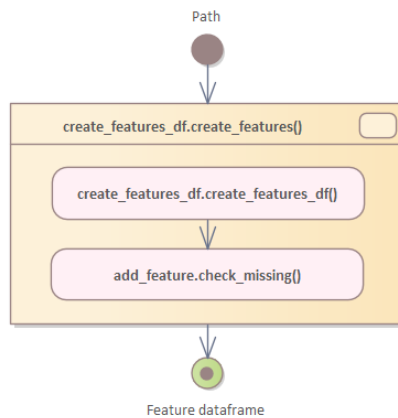 Path
create_features_df.create_features()
create_features_df.create_features_df()
add_feature.check_missing()
Feature dataframe